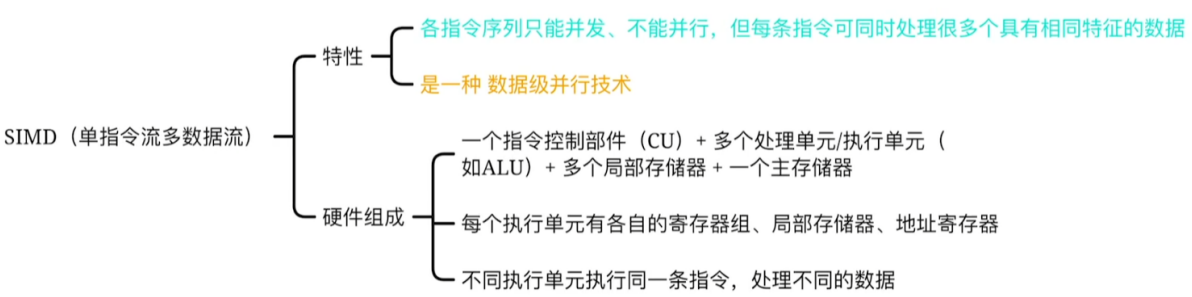 SIMD（单指令流多数据流）
特性
各指令序列只能并发、不能并行，但每条指令可同时处理很多个具有相同特征的数据
是一种 数据级并行技术
硬件组成
一个指令控制部件（CU）+ 多个处理单元/执行单元（
如ALU）+ 多个局部存储器 + 一个主存储器
每个执行单元有各自的寄存器组、局部存储器、地址寄存器
不同执行单元执行同一条指令，处理不同的数据